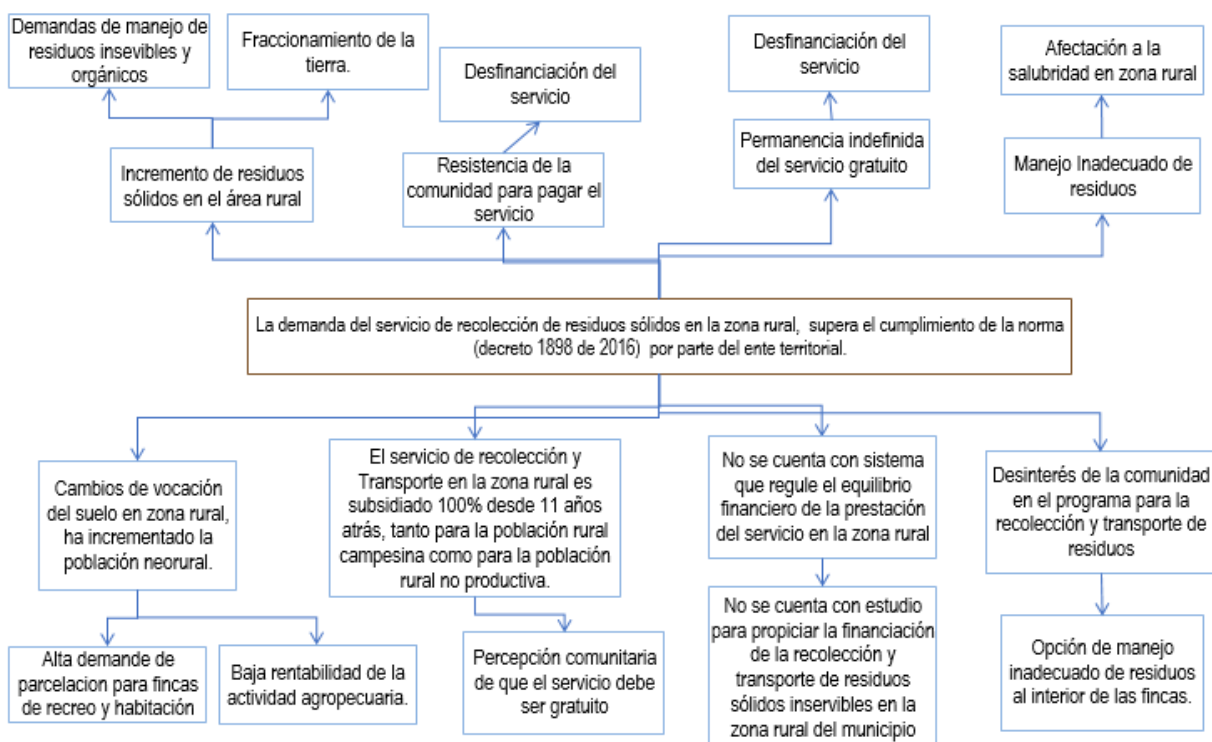 Demandas de manejo de
residuos insevibles y
orgánicos
Fraccionamiento de la
tierra.
Desfinanciación del
servicio
Desfinanciación del
servicio
Afectación a la
salubridad en zona rural
Incremento de residuos
sólidos en el área rural
Resistencia de la
comunidad para pagar el
servicio
Permanencia indefinida
del servicio gratuito
Manejo Inadecuado de
residuos
La demanda del servicio de recolección de residuos sólidos en la zona rural, supera el cumplimiento de la norma
(decreto 1898 de 2016) por parte del ente territorial.
Cambios de vocación
del suelo en zona rural,
ha incrementado la
población neorural.
El servicio de recolección y
Transporte en la zona rural es
subsidiado 100% desde 11 años
atrás, tanto para la población rural
campesina como para la población
rural no productiva.
No se cuenta con sistema
que regule el equilibrio
financiero de la prestación
del servicio en la zona rural
Desinterés de la comunidad
en el programa para la
recolección y transporte de
residuos
Alta demande de
parcelacion para fincas
de recreo y habitación
Baja rentabilidad de la
actividad agropecuaria.
Percepción comunitaria
de que el servicio debe
ser gratuito
No se cuenta con estudio
para propiciar la financiación
de la recolección y
transporte de residuos
sólidos inservibles en la
zona rural del municipio
Opción de manejo
inadecuado de residuos
al interior de las fincas.